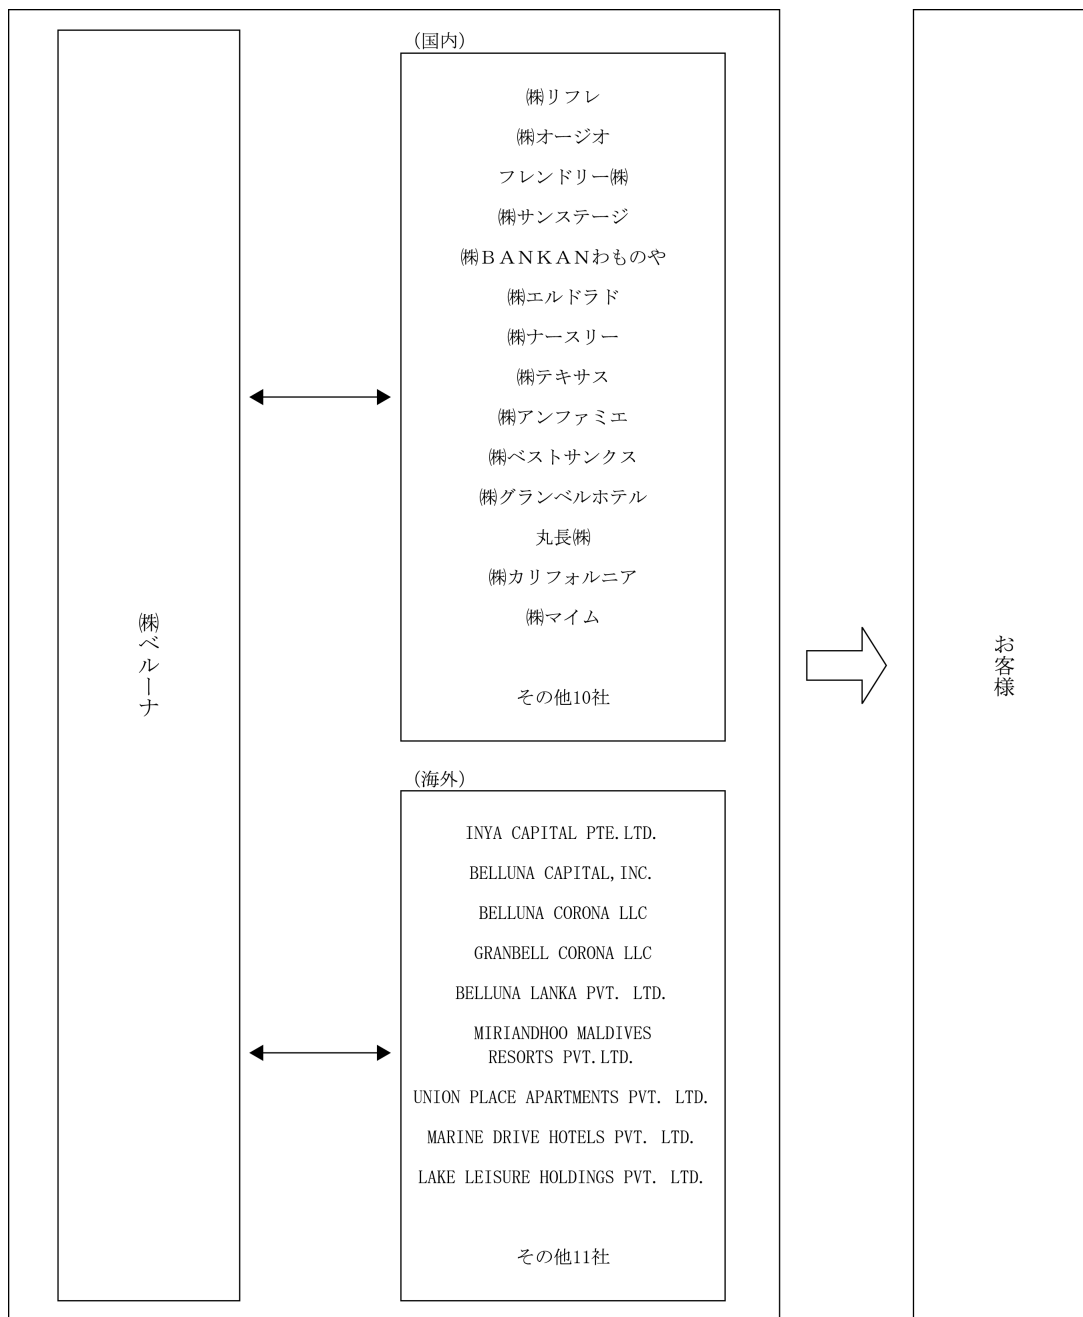 ㈱ベルーナ
(国内)
㈱リフレ
㈱オージオ
フレンドリー㈱
㈱サンステージ
㈱ＢＡＮＫＡＮわものや
㈱エルドラド
㈱ナースリー
㈱テキサス
㈱アンファミエ
㈱ベストサンクス
㈱グランベルホテル
丸長㈱
㈱カリフォルニア
㈱マイム
その他10社
(海外)
INYA CAPITAL PTE.LTD.
BELLUNA CAPITAL,INC.
BELLUNA CORONA LLC
GRANBELL CORONA LLC
BELLUNA LANKA PVT. LTD.
MIRIANDHOO MALDIVES
RESORTS PVT.LTD.
UNION PLACE APARTMENTS PVT. LTD.
MARINE DRIVE HOTELS PVT. LTD.
LAKE LEISURE HOLDINGS PVT. LTD.
その他11社
お客様